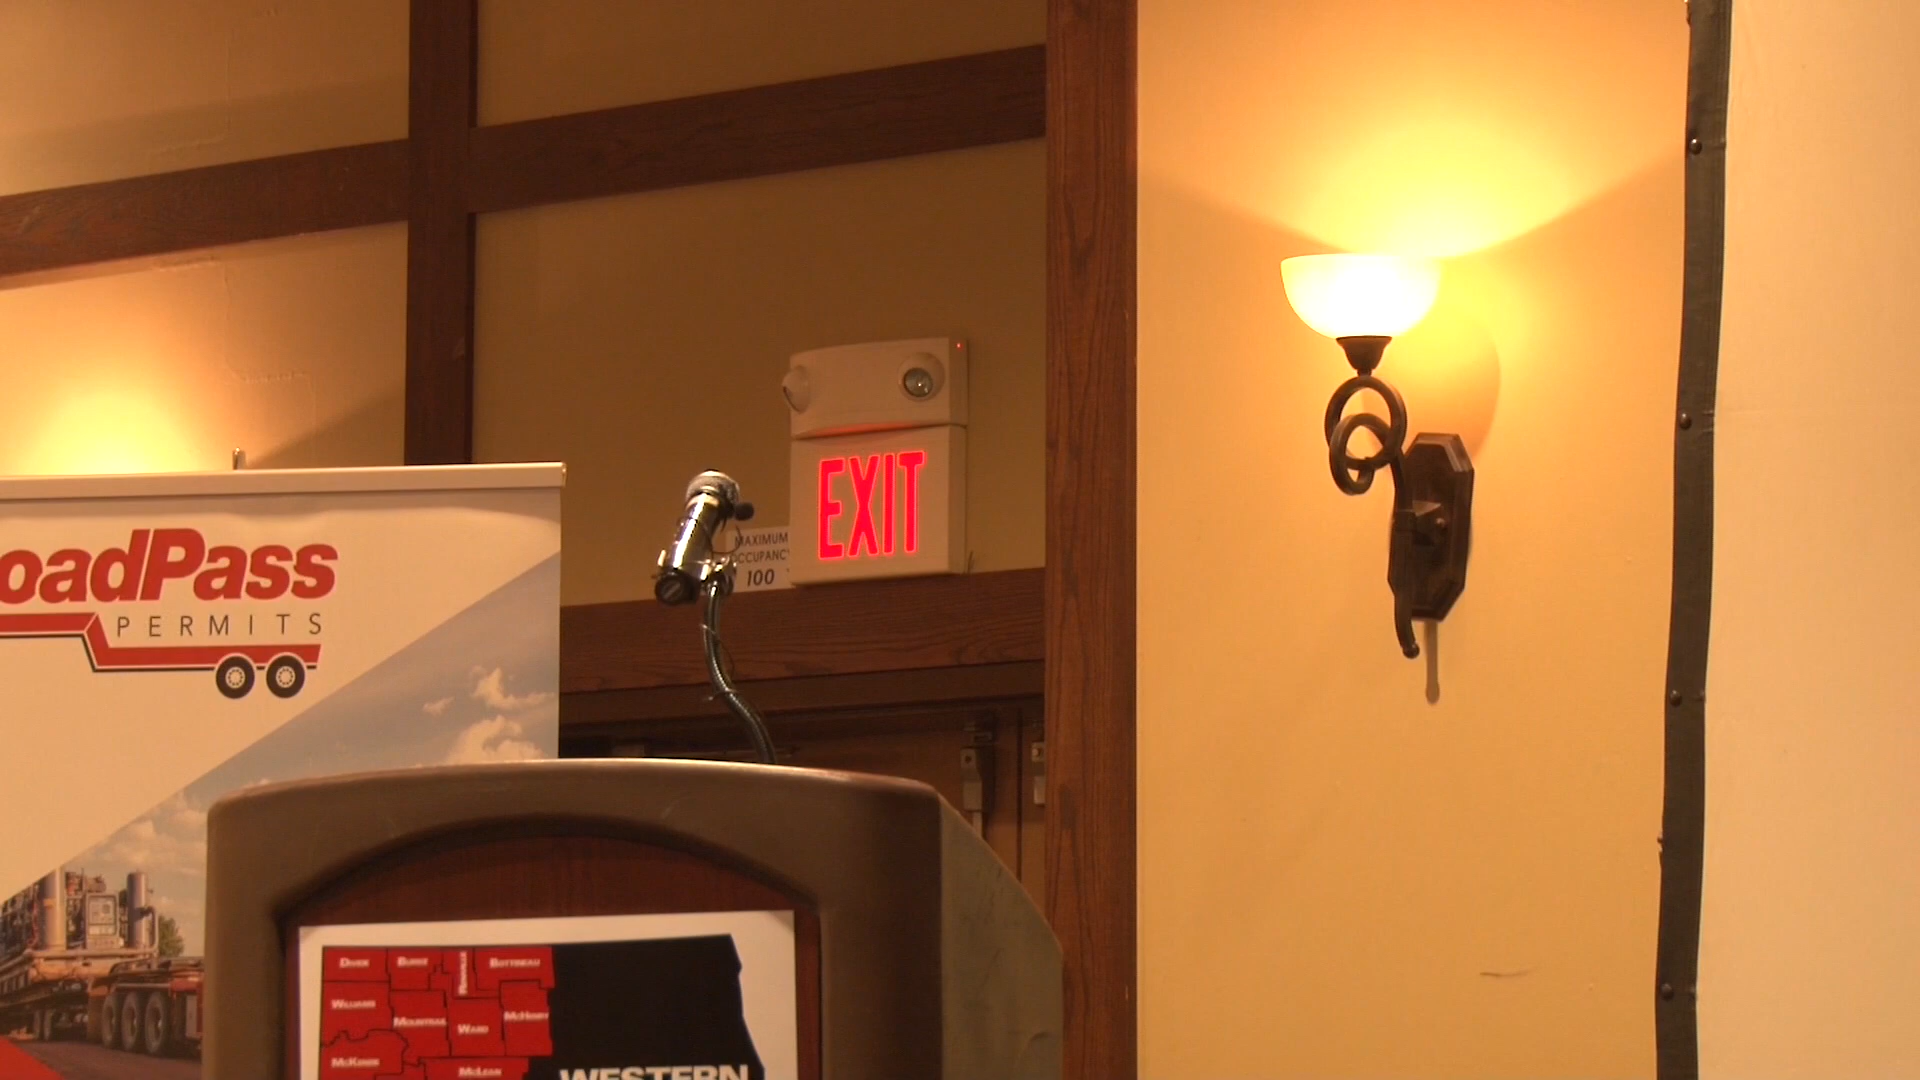 oadPass
PERMITS
MAXIMUM
OCCUPANCY
100
EXIT
DIVIDE
BURKE
RENVILLE
BOTTINEAU
WILLIAMS
MOUNTRAIL
WARD
McHENRY
McKENZIE
McLEAN
WESTERN